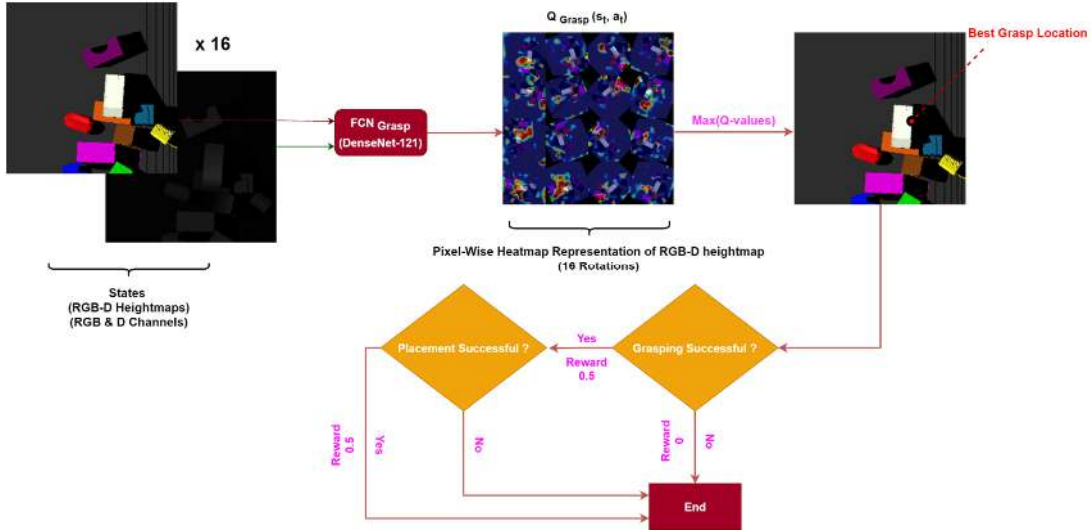 Q Grasp (st, at)
x 16
Best Grasp Location
FCN Grasp
(DenseNet-121)
Max(Q-values)
Pixel-Wise Heatmap Representation of RGB-D heightmap
(16 Rotations)
States
(RGB-D Heightmaps)
(RGB & D Channels)
Placement Successful ?
Yes
Reward
0.5
Grasping Successful ?
Reward
0.5
Yes
No
Reward
0
No
End